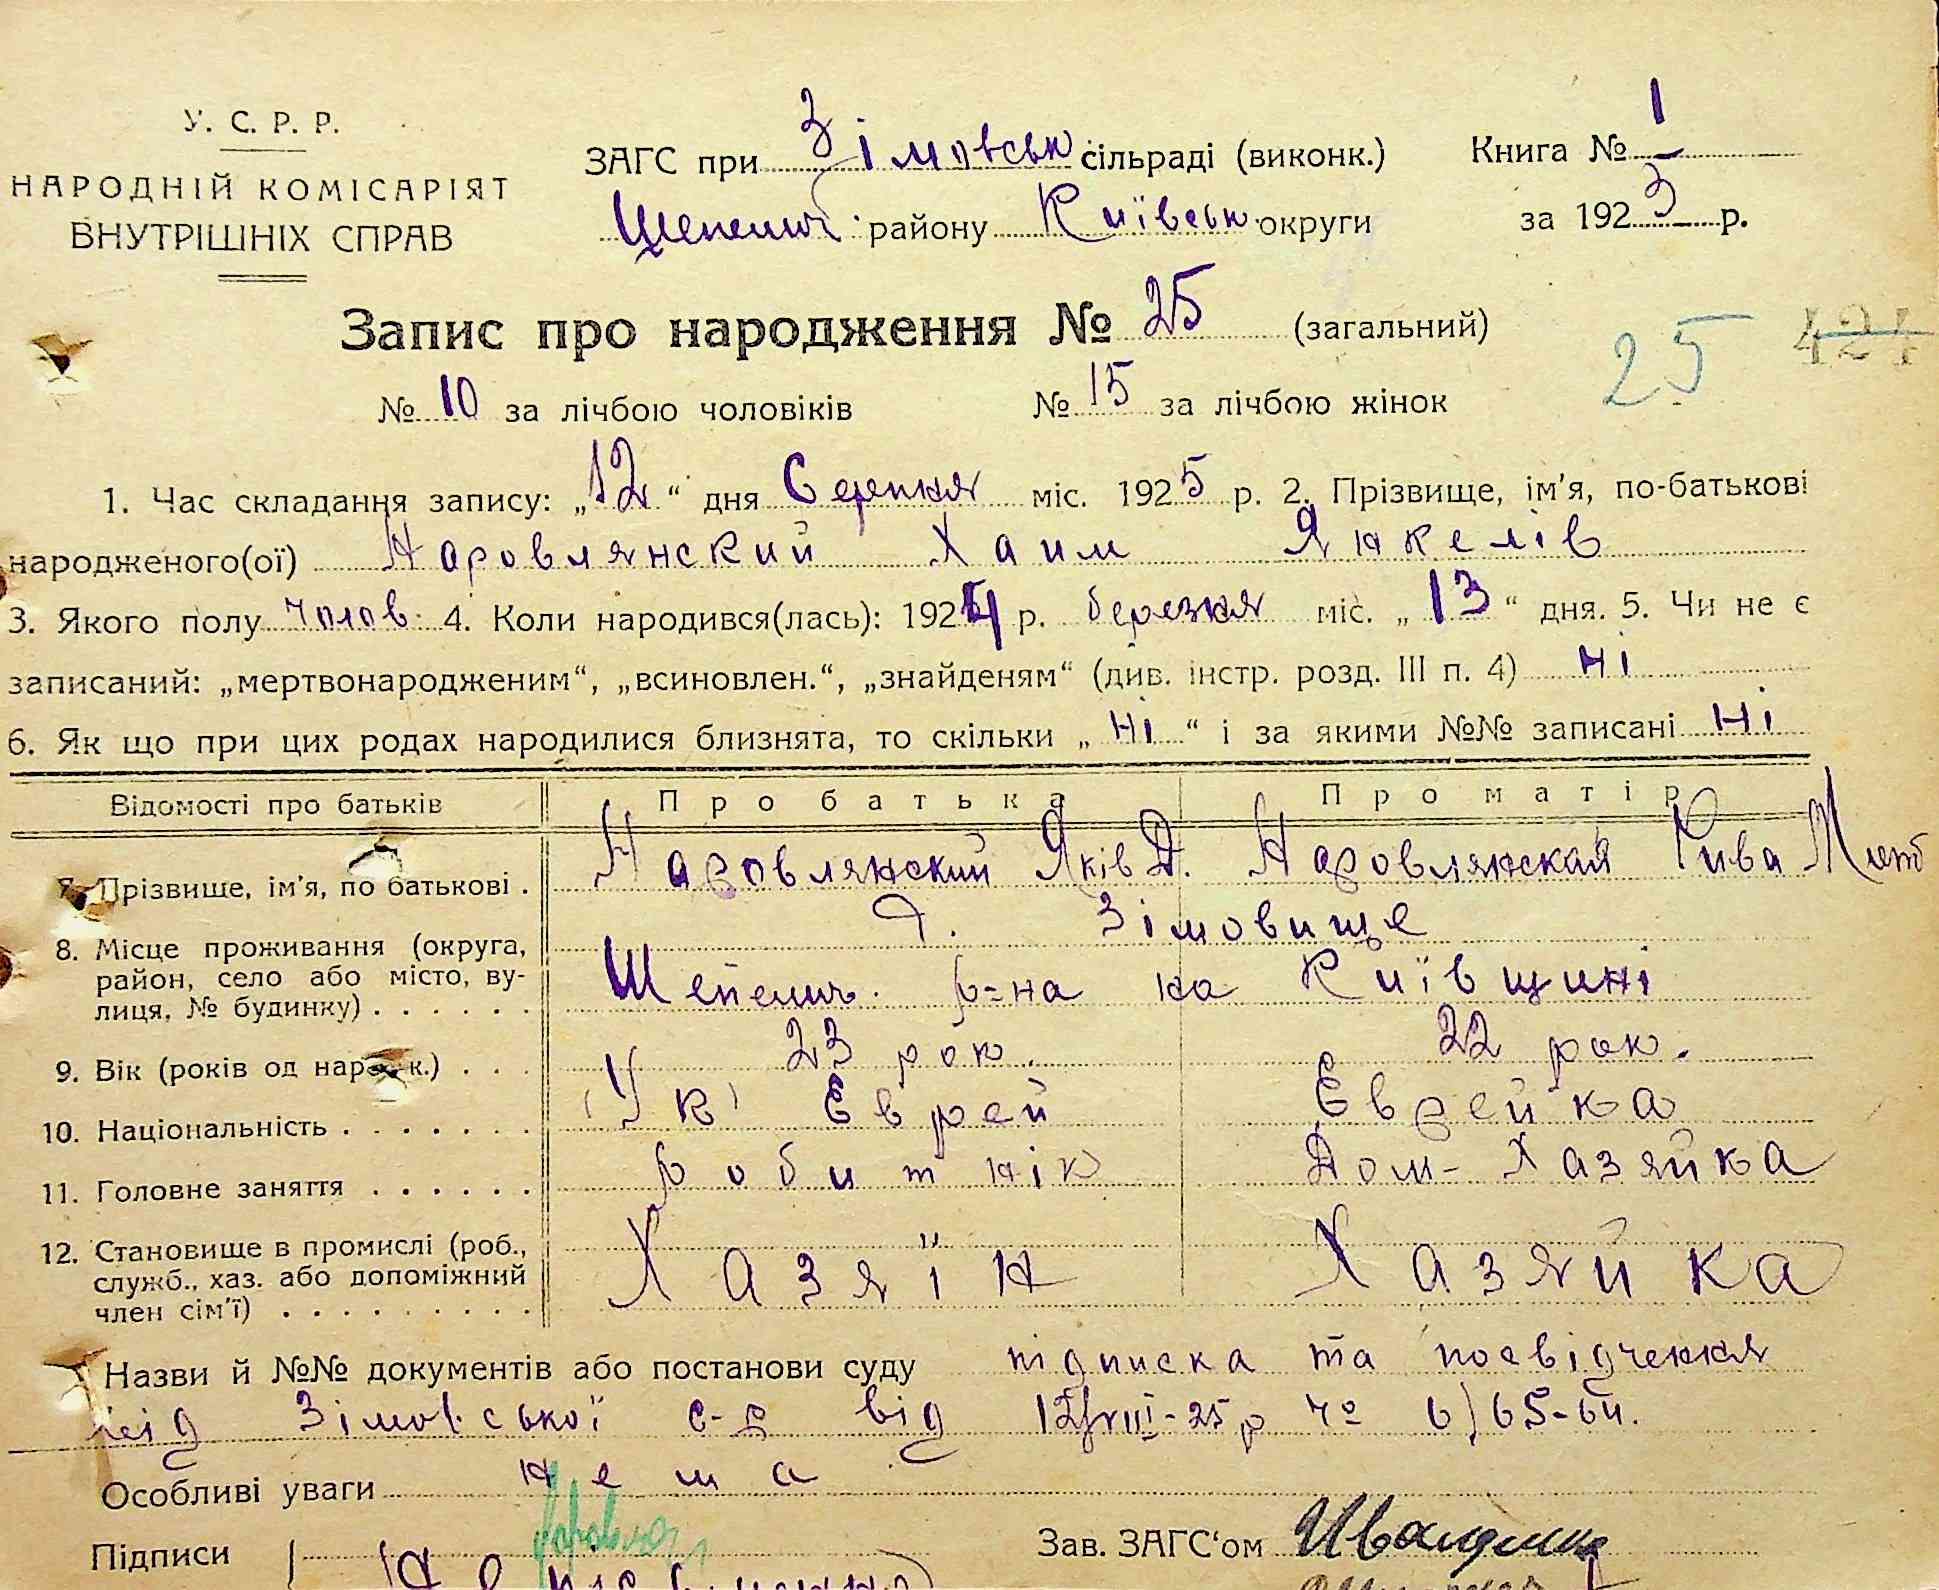 У. С. Р. Р.
НАРОДНІЙ КОМІСАРІЯТ
ВНУТРІШНІХ СПРАВ
ЗАГС при Зімовськ сільраді (виконк.)
Шепелич. району Київськ округи
Книга № 1
за 1925 р.
Запис про народження № 25 (загальний)
25 424
№ 10 за лічбою чоловіків № 15 за лічбою жінок
1. Час складання запису: „12“ дня Серпня міс. 1925 р. 2. Прізвище, ім'я, по-батькові
народженого(ої) Наровлянский Хаим Янкелів
3. Якого полу чолов. 4. Коли народився(лась): 1924 р. березня міс. „13“ дня. 5. Чи не є
записаний: „мертвонародженим“, „всиновлен.“, „знайденям“ (див. інстр. розд. III п. 4) ні
6. Як що при цих родах народилися близнята, то скільки „ні“ і за якими №№ записані ні
Відомості про батьків Про батька Про матір
7. Прізвище, ім'я, по батькові . Наровлянский Яків Д. Наровлянская Рива Мот
8. Місце проживання (округа, район, село або місто, вулиця, № будинку) . . . . . . Зімовище
Шепелич. р-на на Київщині
9. Вік (років од народж.) . . . 23 рок. 22 рок.
10. Національність . . . . . . . Ук Еврей Еврейка
11. Головне заняття . . . . . . робитнік Дом-Хазяйка
12. Становище в промислі (роб., служб., хаз. або допоміжний член сім'ї) . . . . . . . . . Хазяїн Хазяйка
Назви й №№ документів або постанови суду підписка та посвідчення
від Зімовської с-р від 12/VIII-25 р чо 6)65-64.
Особливі уваги нема
Підписи
Зав. ЗАГС‘ом